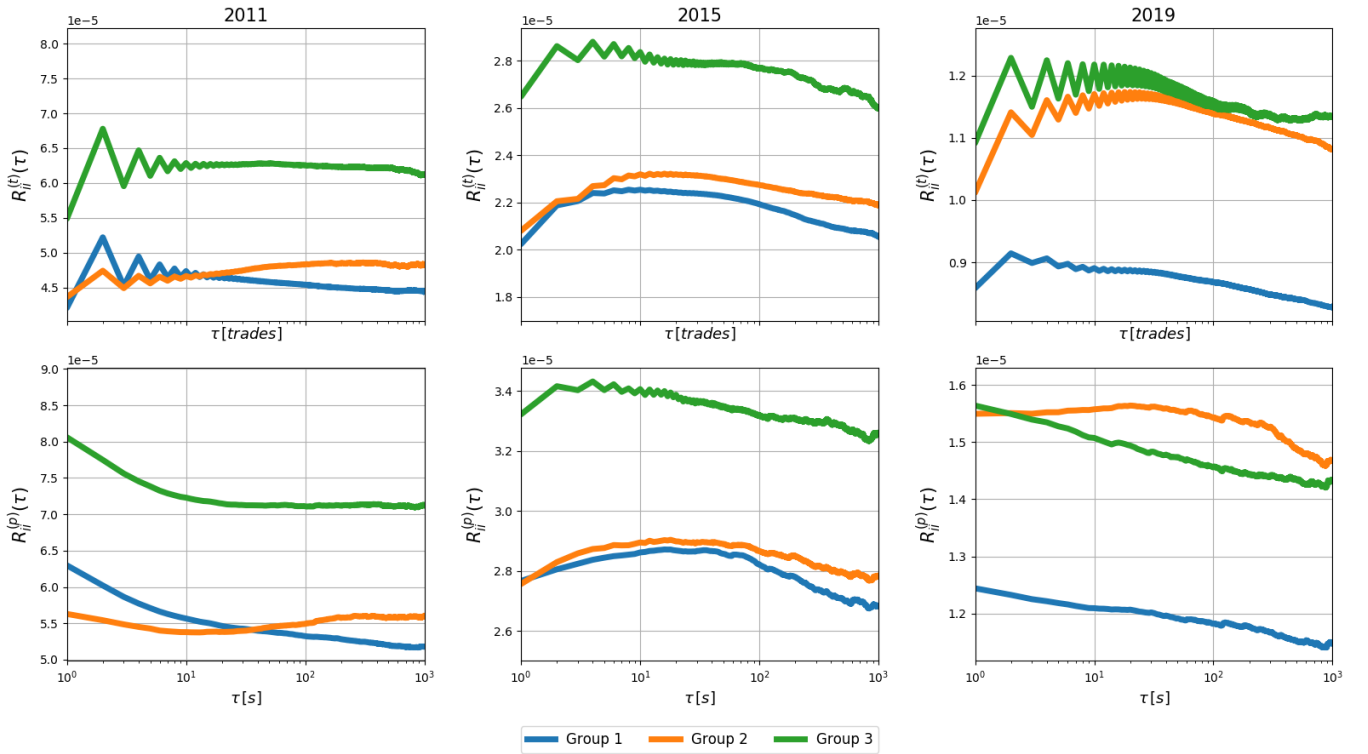 2011
2015
2019
1e−5
1e−5
1e−5
8.0
7.5
7.0
6.5
6.0
5.5
5.0
4.5
R_{ii}^{(t)}(τ)
τ [trades]
2.8
2.6
2.4
2.2
2.0
1.8
R_{ii}^{(t)}(τ)
τ [trades]
1.2
1.1
1.0
0.9
R_{ii}^{(t)}(τ)
τ [trades]
1e−5
1e−5
1e−5
9.0
8.5
8.0
7.5
7.0
6.5
6.0
5.5
5.0
R_{ii}^{(p)}(τ)
10^0 10^1 10^2 10^3
τ [s]
3.4
3.2
3.0
2.8
2.6
R_{ii}^{(p)}(τ)
10^0 10^1 10^2 10^3
τ [s]
1.6
1.5
1.4
1.3
1.2
R_{ii}^{(p)}(τ)
10^0 10^1 10^2 10^3
τ [s]
Group 1 Group 2 Group 3